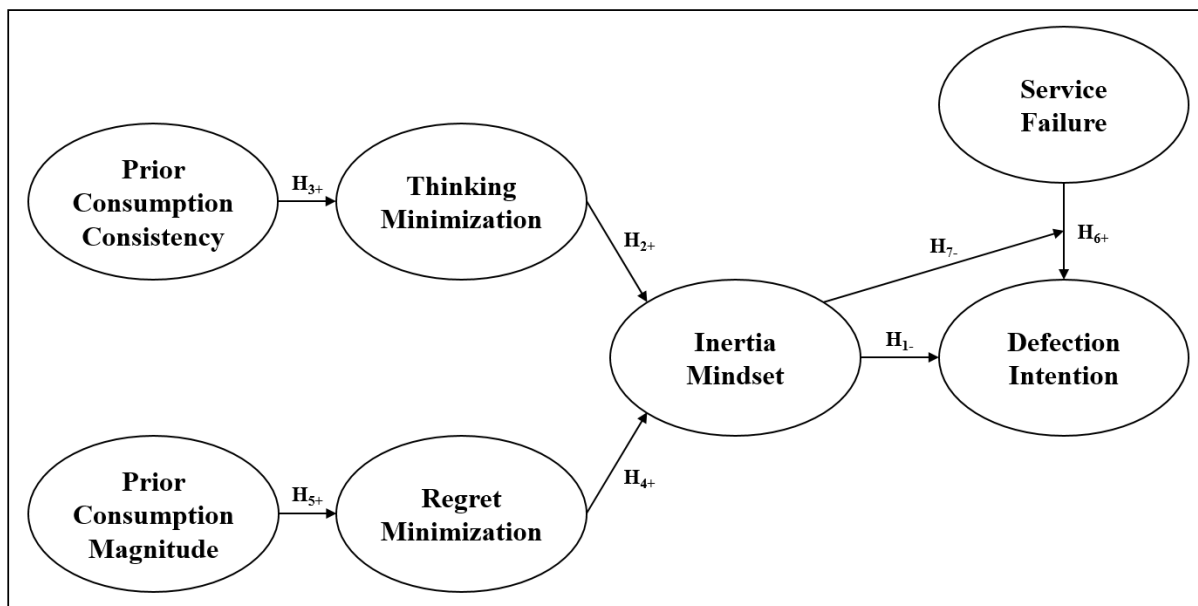 Service
Failure
Prior
Consumption
Consistency
H₃₊
Thinking
Minimization
H₂₊
H₇₋
H₆₊
Inertia
Mindset
H₁₋
Defection
Intention
Prior
Consumption
Magnitude
H₅₊
Regret
Minimization
H₄₊